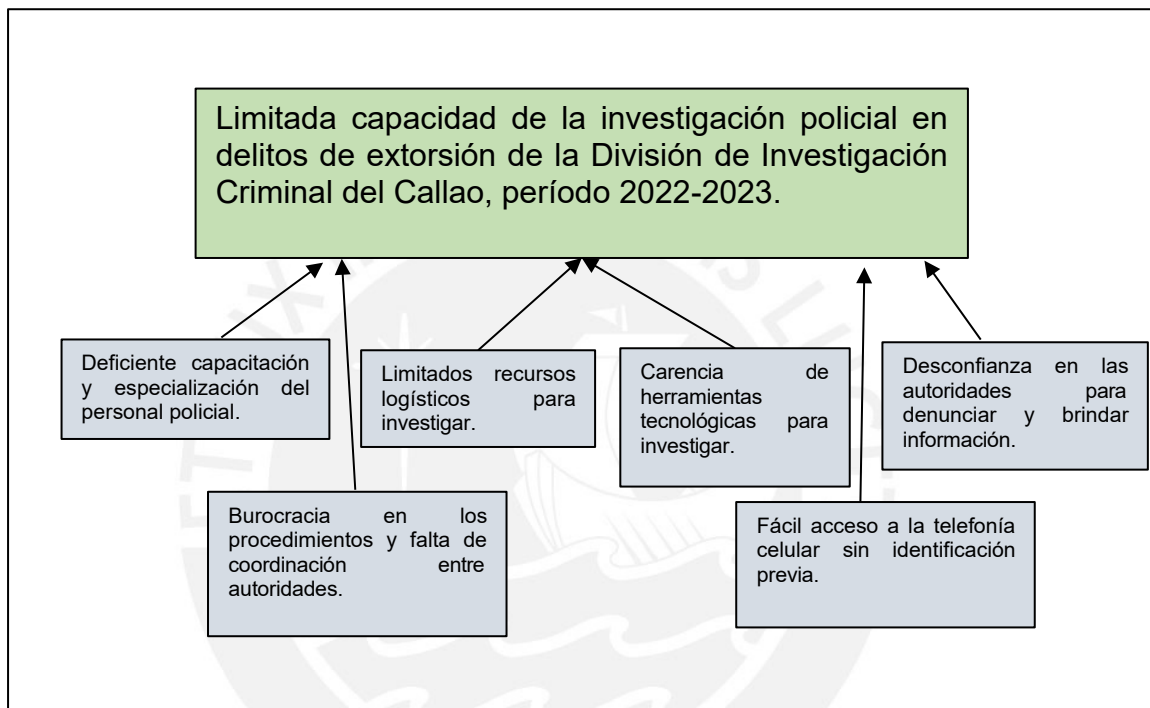 Limitada capacidad de la investigación policial en
delitos de extorsión de la División de Investigación
Criminal del Callao, período 2022-2023.
Deficiente capacitación
y especialización del
personal policial.
Limitados recursos
logísticos para
investigar.
Carencia de
herramientas
tecnológicas para
investigar.
Desconfianza en las
autoridades para
denunciar y brindar
información.
Burocracia en los
procedimientos y falta de
coordinación entre
autoridades.
Fácil acceso a la telefonía
celular sin identificación
previa.